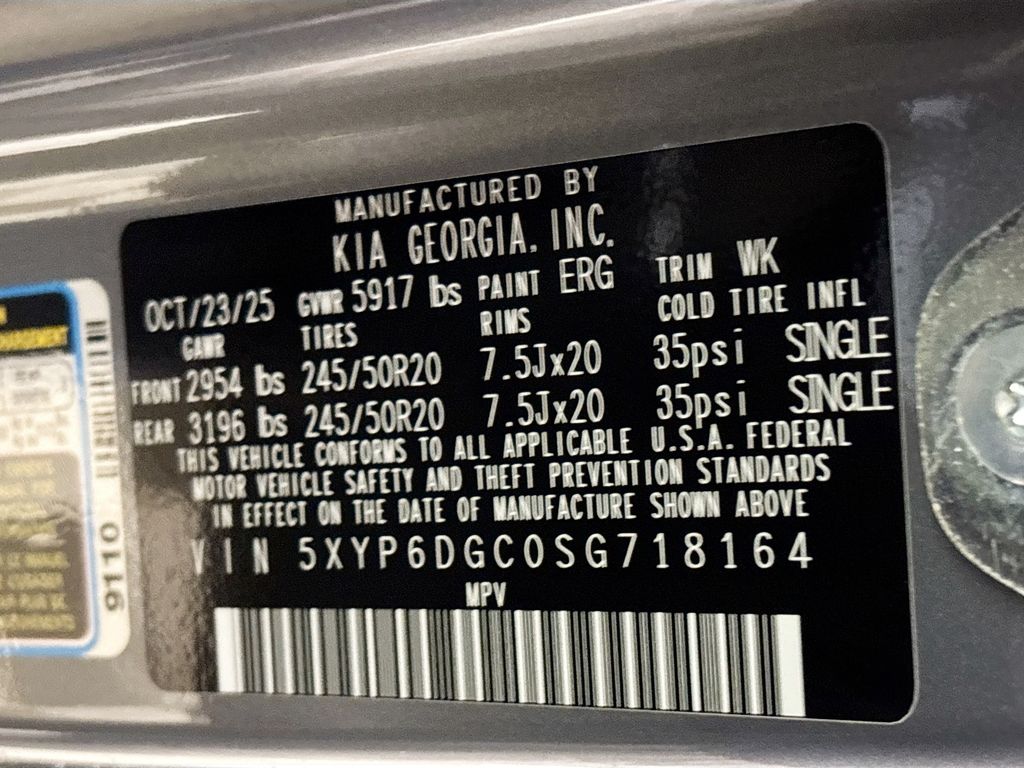 MANUFACTURED BY
KIA GEORGIA, INC.
OCT/23/25 GVWR 5917 lbs PAINT ERG TRIM WK
GAWR TIRES RIMS COLD TIRE INFL
FRONT 2954 lbs 245/50R20 7.5Jx20 35psi SINGLE
REAR 3196 lbs 245/50R20 7.5Jx20 35psi SINGLE
THIS VEHICLE CONFORMS TO ALL APPLICABLE U.S.A. FEDERAL
MOTOR VEHICLE SAFETY AND THEFT PREVENTION STANDARDS
IN EFFECT ON THE DATE OF MANUFACTURE SHOWN ABOVE
VIN 5XYP6DGC0SG718164
MPV
9110